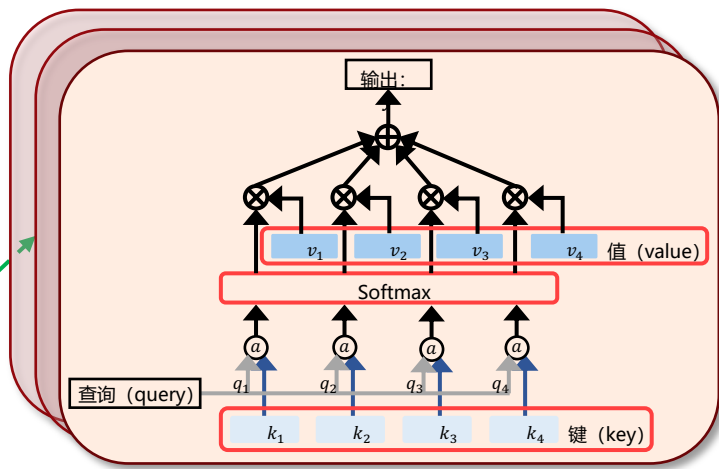 输出：
v₁ v₂ v₃ v₄ 值（value）
Softmax
a a a a
q₁ q₂ q₃ q₄
查询（query）
k₁ k₂ k₃ k₄ 键（key）